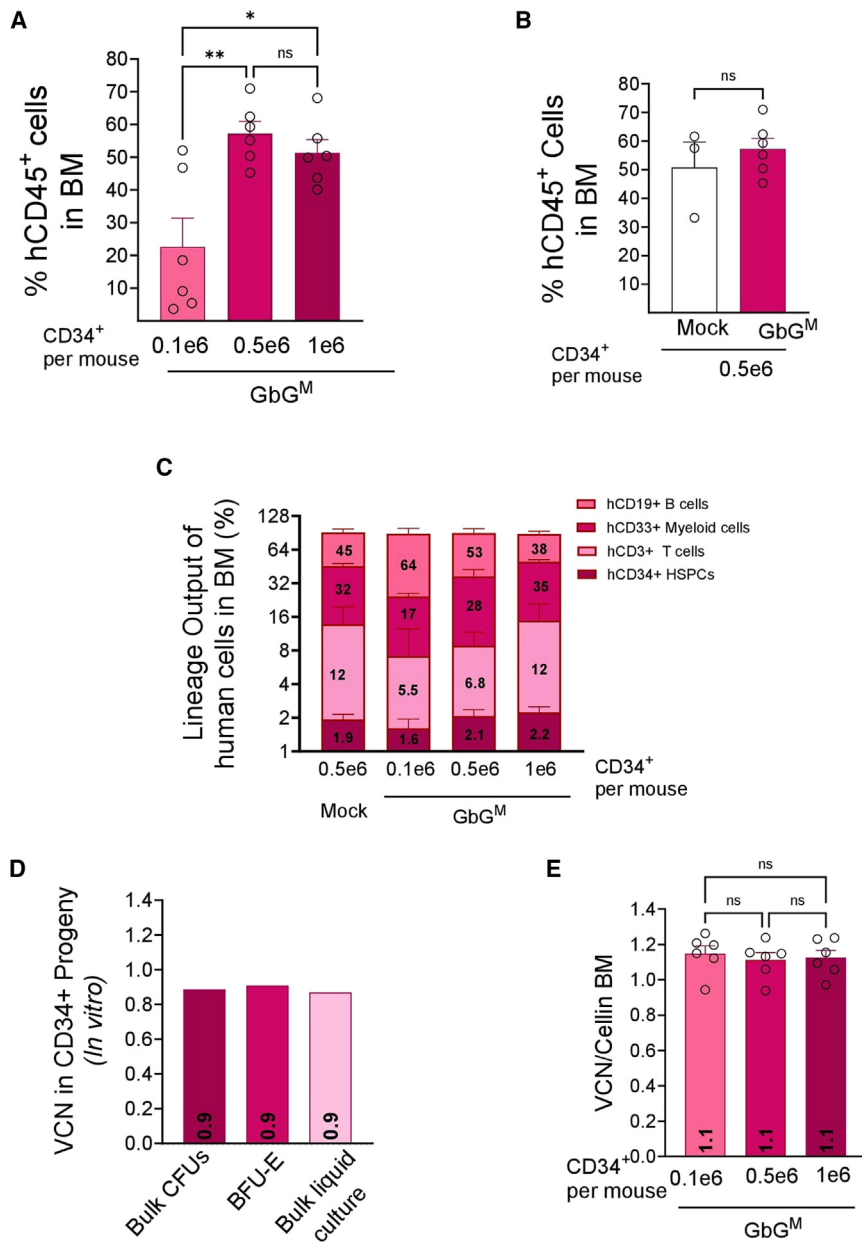 A
% hCD45⁺ cells
in BM
80
70
60
50
40
30
20
10
*
**
ns
CD34⁺
per mouse
0.1e6 0.5e6 1e6
GbGᴹ
B
% hCD45⁺ Cells
in BM
80
70
60
50
40
30
20
10
ns
Mock GbGᴹ
CD34⁺
per mouse
0.5e6
C
Lineage Output of
human cells in BM (%)
128
64
32
16
8
4
2
1
45 64 53 38
32 17 28 35
12 5.5 6.8 12
1.9 1.6 2.1 2.2
0.5e6 0.1e6 0.5e6 1e6
CD34⁺
per mouse
Mock GbGᴹ
hCD19+ B cells
hCD33+ Myeloid cells
hCD3+ T cells
hCD34+ HSPCs
D
VCN in CD34+ Progeny
(In vitro)
1.4
1.2
1.0
0.8
0.6
0.4
0.2
0.0
0.9 0.9 0.9
Bulk CFUs
BFU-E
Bulk liquid
culture
E
VCN/Cellin BM
1.4
1.2
1.0
0.8
0.6
0.4
0.2
0.0
ns
ns ns
1.1 1.1 1.1
CD34⁺
per mouse
0.1e6 0.5e6 1e6
GbGᴹ